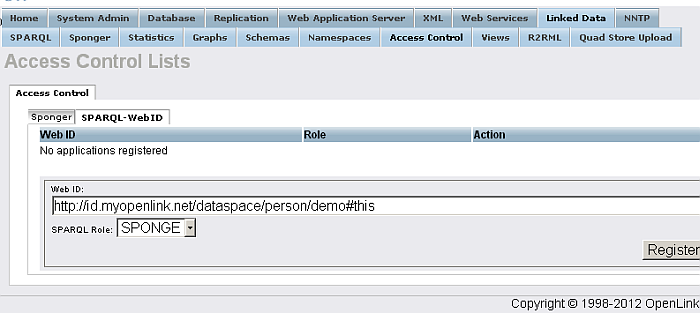 Home System Admin Database Replication Web Application Server XML Web Services Linked Data NNTP
SPARQL Sponger Statistics Graphs Schemas Namespaces Access Control Views R2RML Quad Store Upload
Access Control Lists
Access Control
Sponger SPARQL-WebID
Web ID Role Action
No applications registered
Web ID:
http://id.myopenlink.net/dataspace/person/demo#this
SPARQL Role: SPONGE
Register
Copyright © 1998-2012 OpenLink